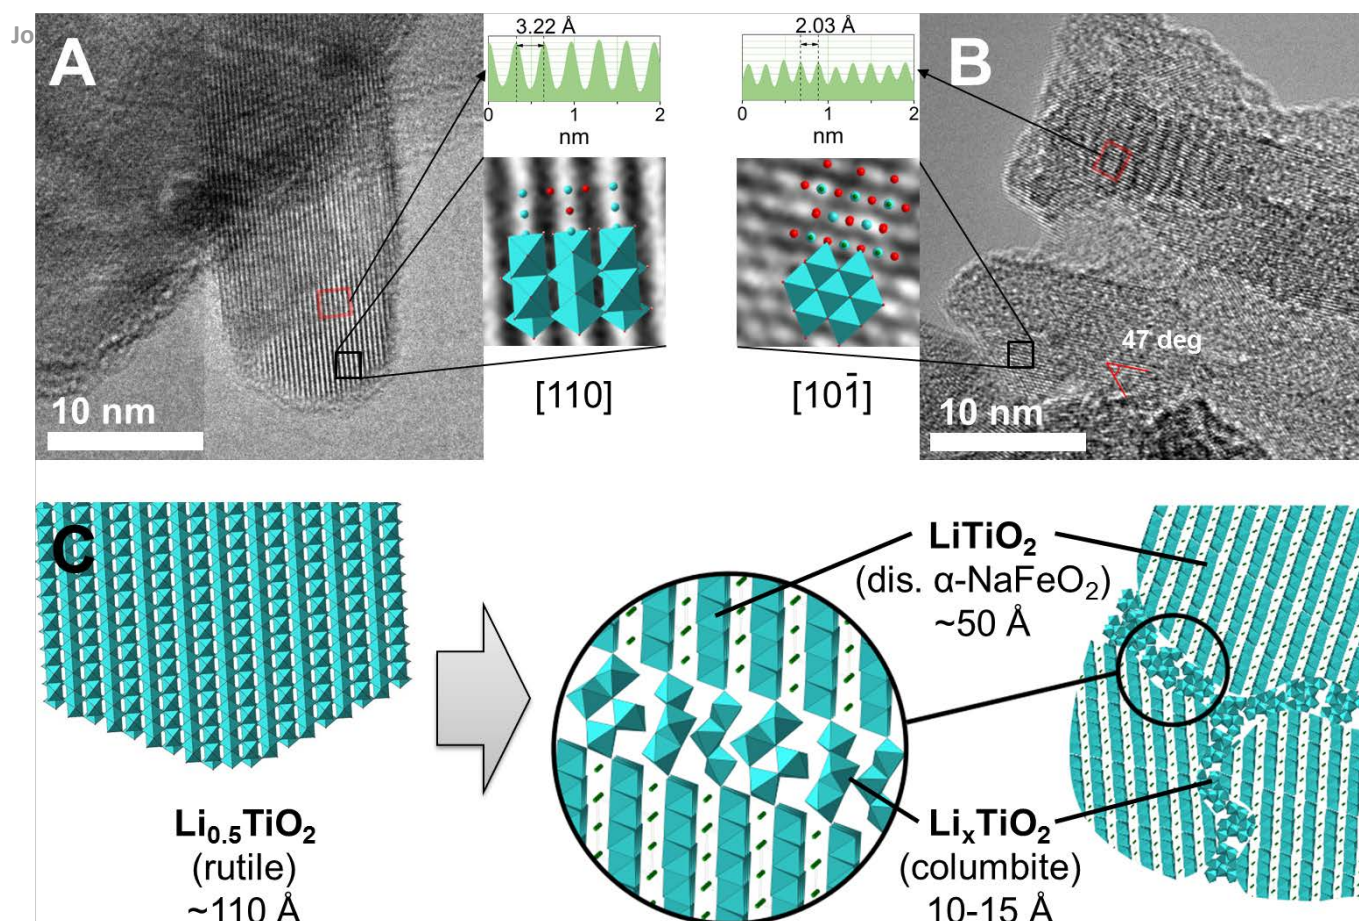 Jo
A
3.22 Å
0
1
2
nm
[110]
10 nm
2.03 Å
0
1
2
nm
[101̄]
B
47 deg
10 nm
C
Li₀.₅TiO₂
(rutile)
~110 Å
LiTiO₂
(dis. α-NaFeO₂)
~50 Å
LiₓTiO₂
(columbite)
10-15 Å